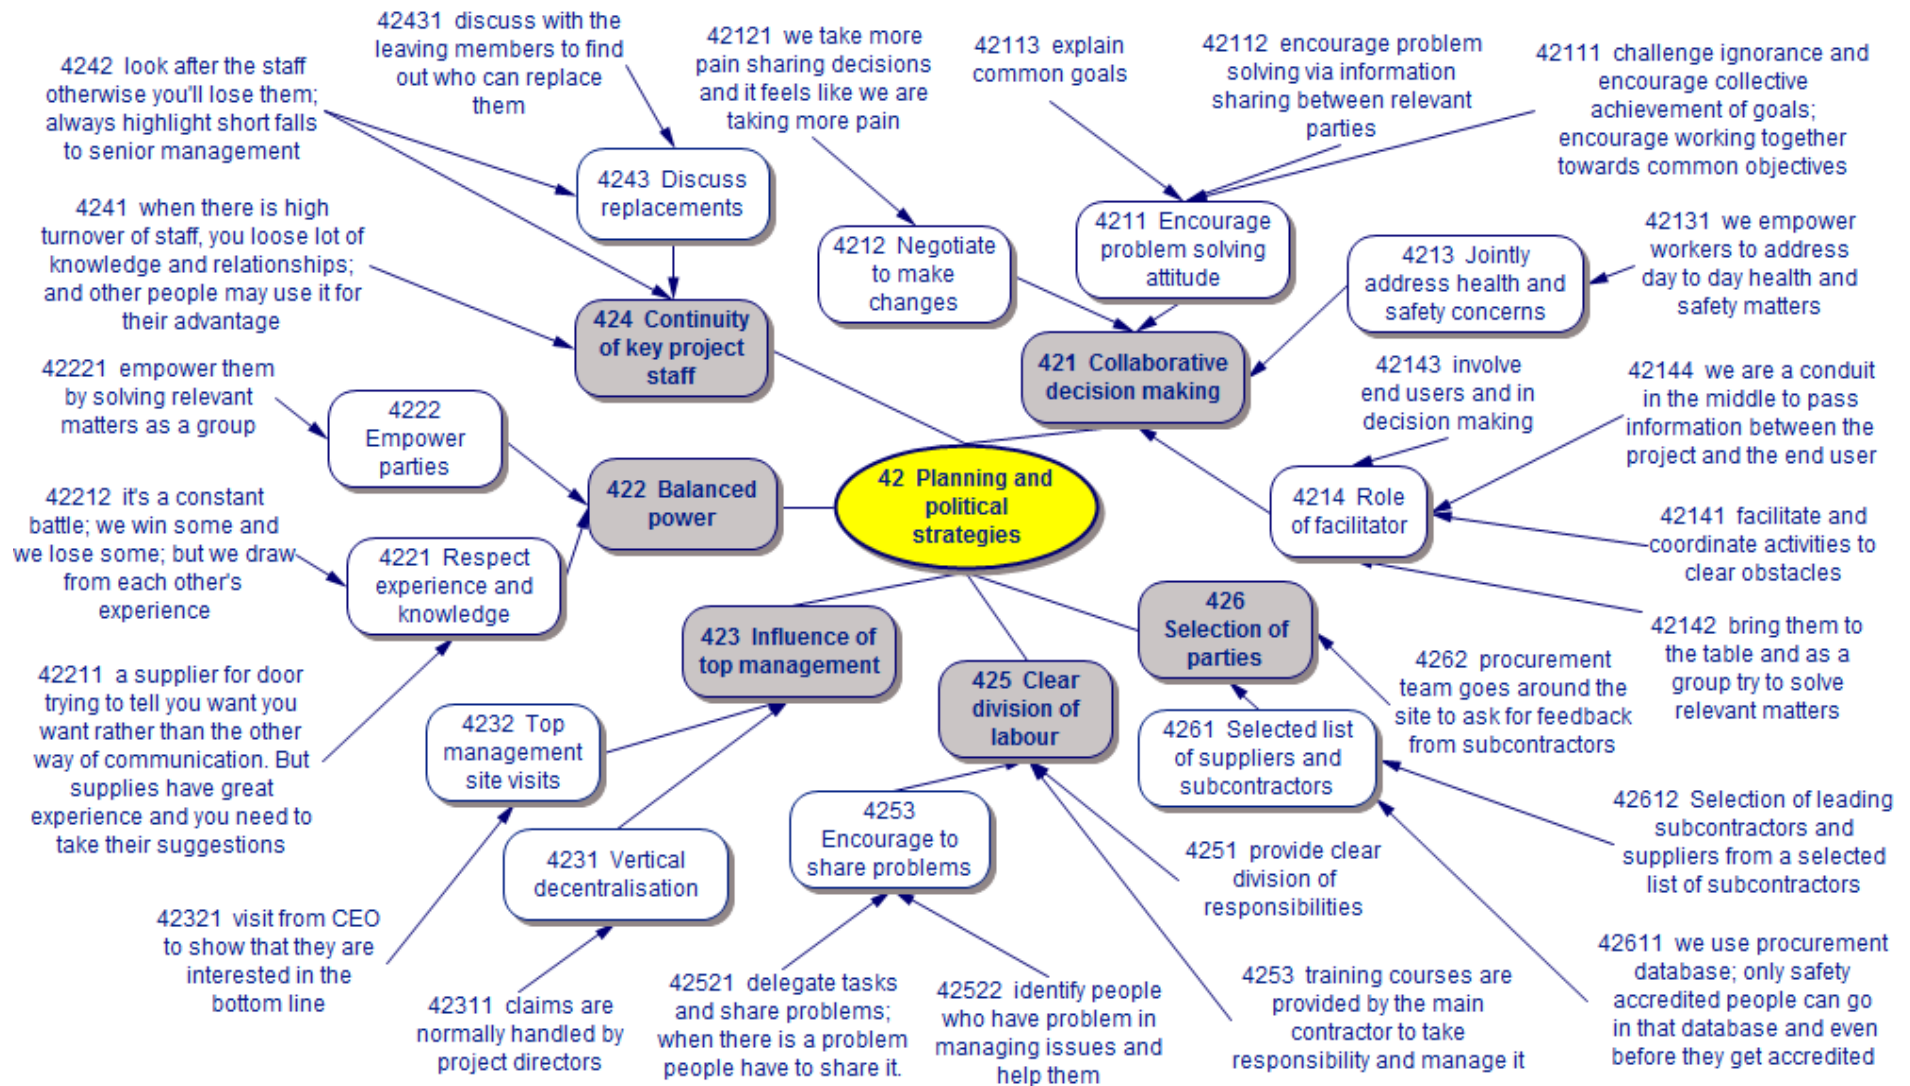 42431 discuss with the
leaving members to find
out who can replace
them
4242 look after the staff
otherwise you'll lose them;
always highlight short falls
to senior management
42121 we take more
pain sharing decisions
and it feels like we are
taking more pain
42113 explain
common goals
42112 encourage problem
solving via information
sharing between relevant
parties
42111 challenge ignorance and
encourage collective
achievement of goals;
encourage working together
towards common objectives
4243 Discuss
replacements
4241 when there is high
turnover of staff, you loose lot of
knowledge and relationships;
and other people may use it for
their advantage
4212 Negotiate
to make
changes
4211 Encourage
problem solving
attitude
4213 Jointly
address health and
safety concerns
42131 we empower
workers to address
day to day health and
safety matters
424 Continuity
of key project
staff
421 Collaborative
decision making
42143 involve
end users and in
decision making
42144 we are a conduit
in the middle to pass
information between the
project and the end user
42221 empower them
by solving relevant
matters as a group
4222
Empower
parties
422 Balanced
power
42 Planning and
political
strategies
4214 Role
of facilitator
42141 facilitate and
coordinate activities to
clear obstacles
42212 it's a constant
battle; we win some and
we lose some; but we draw
from each other's
experience
4221 Respect
experience and
knowledge
423 Influence of
top management
426
Selection of
parties
42142 bring them to
the table and as a
group try to solve
relevant matters
42211 a supplier for door
trying to tell you want you
want rather than the other
way of communication. But
supplies have great
experience and you need to
take their suggestions
4232 Top
management
site visits
425 Clear
division of
labour
4261 Selected list
of suppliers and
subcontractors
4262 procurement
team goes around the
site to ask for feedback
from subcontractors
4231 Vertical
decentralisation
4253
Encourage to
share problems
4251 provide clear
division of
responsibilities
42612 Selection of leading
subcontractors and
suppliers from a selected
list of subcontractors
42321 visit from CEO
to show that they are
interested in the
bottom line
42311 claims are
normally handled by
project directors
42521 delegate tasks
and share problems;
when there is a problem
people have to share it.
42522 identify people
who have problem in
managing issues and
help them
4253 training courses are
provided by the main
contractor to take
responsibility and manage it
42611 we use procurement
database; only safety
accredited people can go
in that database and even
before they get accredited